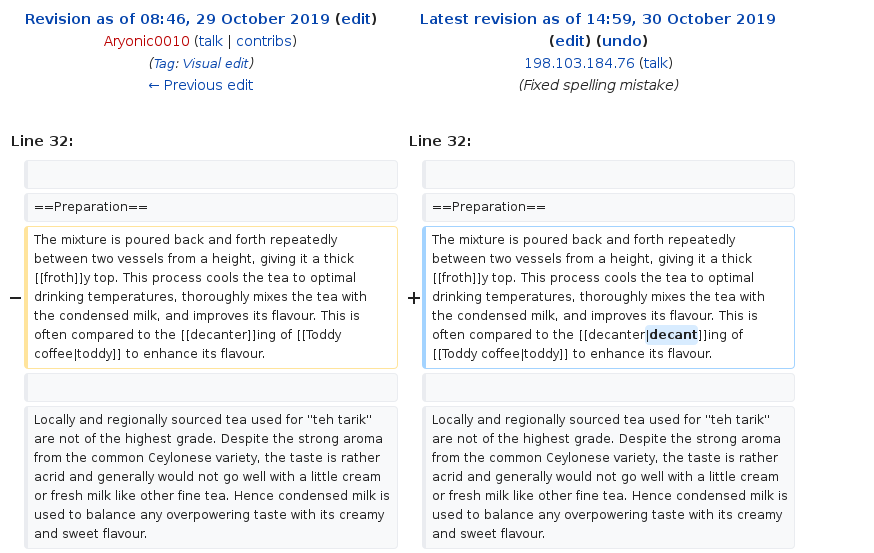 Revision as of 08:46, 29 October 2019 (edit)
Aryonic0010 (talk | contribs)
(Tag: Visual edit)
← Previous edit
Latest revision as of 14:59, 30 October 2019
(edit) (undo)
198.103.184.76 (talk)
(Fixed spelling mistake)
Line 32:
Line 32:
==Preparation==
==Preparation==
−
The mixture is poured back and forth repeatedly
between two vessels from a height, giving it a thick
[[froth]]y top. This process cools the tea to optimal
drinking temperatures, thoroughly mixes the tea with
the condensed milk, and improves its flavour. This is
often compared to the [[decanter]]ing of [[Toddy
coffee|toddy]] to enhance its flavour.
+
The mixture is poured back and forth repeatedly
between two vessels from a height, giving it a thick
[[froth]]y top. This process cools the tea to optimal
drinking temperatures, thoroughly mixes the tea with
the condensed milk, and improves its flavour. This is
often compared to the [[decanter|decant]]ing of
[[Toddy coffee|toddy]] to enhance its flavour.
Locally and regionally sourced tea used for ''teh tarik''
are not of the highest grade. Despite the strong aroma
from the common Ceylonese variety, the taste is rather
acrid and generally would not go well with a little cream
or fresh milk like other fine tea. Hence condensed milk is
used to balance any overpowering taste with its creamy
and sweet flavour.
Locally and regionally sourced tea used for ''teh tarik''
are not of the highest grade. Despite the strong aroma
from the common Ceylonese variety, the taste is rather
acrid and generally would not go well with a little cream
or fresh milk like other fine tea. Hence condensed milk is
used to balance any overpowering taste with its creamy
and sweet flavour.